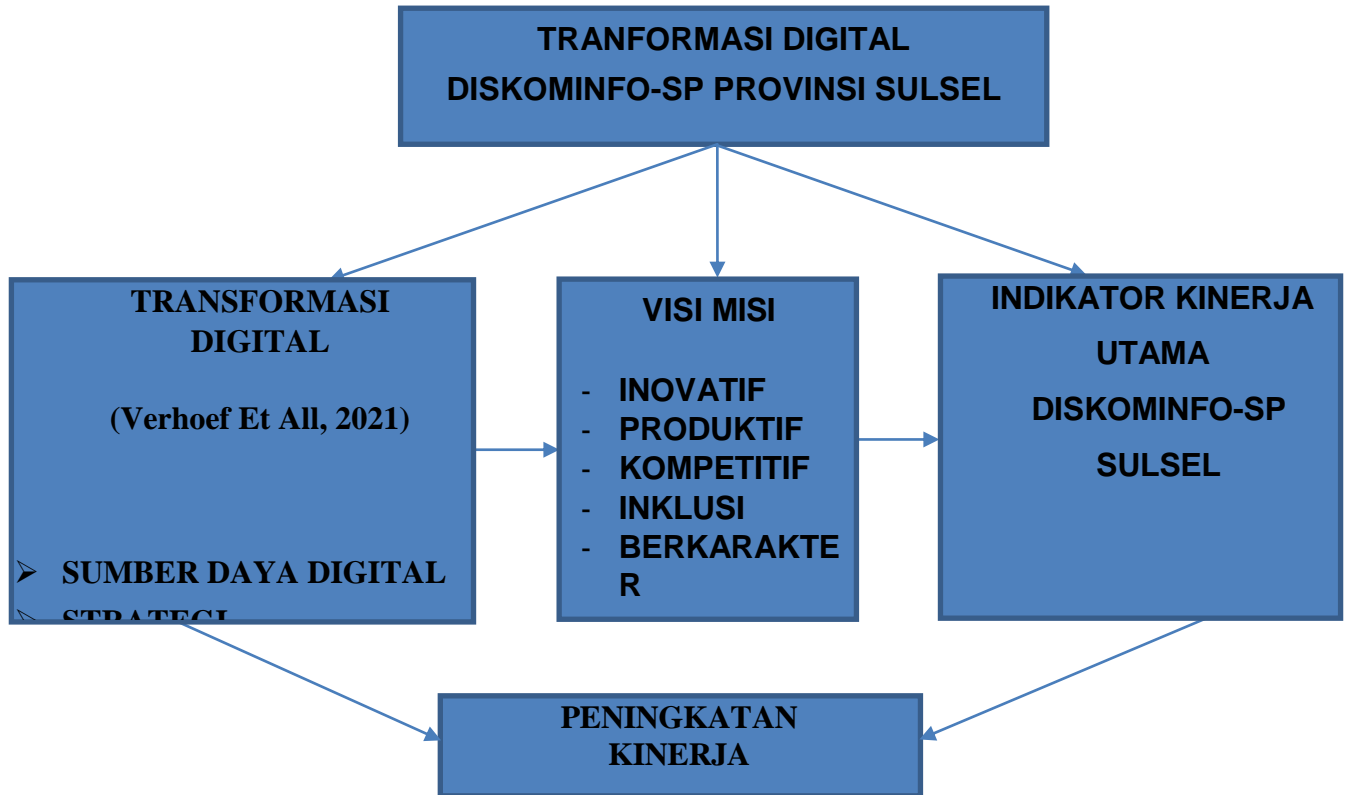 TRANFORMASI DIGITAL
DISKOMINFO-SP PROVINSI SULSEL
TRANSFORMASI
DIGITAL
(Verhoef Et All, 2021)
➢ SUMBER DAYA DIGITAL
➢ STRATEGI
VISI MISI
- INOVATIF
- PRODUKTIF
- KOMPETITIF
- INKLUSI
- BERKARAKTE
R
INDIKATOR KINERJA
UTAMA
DISKOMINFO-SP
SULSEL
PENINGKATAN
KINERJA